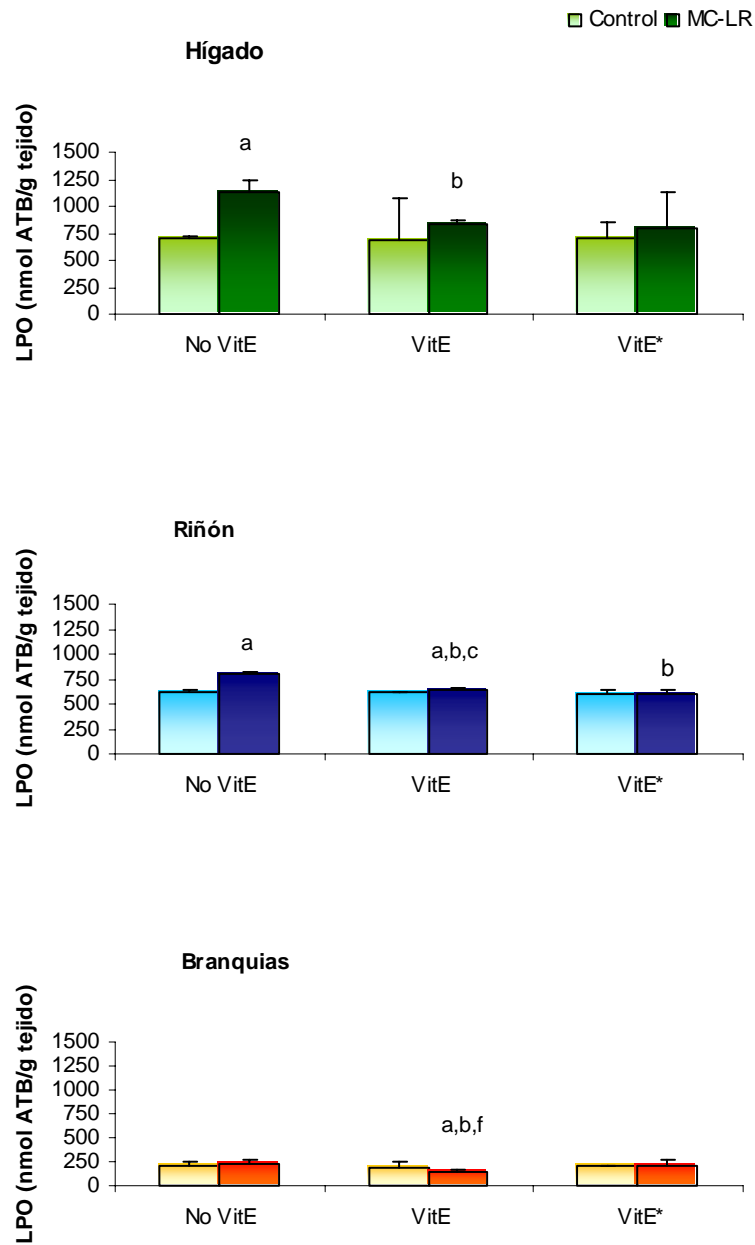 Control MC-LR
Hígado
LPO (nmol ATB/g tejido)
1500
1250
1000
750
500
250
0
a
b
No VitE VitE VitE*
Riñón
LPO (nmol ATB/g tejido)
1500
1250
1000
750
500
250
0
a
a,b,c
b
No VitE VitE VitE*
Branquias
LPO (nmol ATB/g tejido)
1500
1250
1000
750
500
250
0
a,b,f
No VitE VitE VitE*